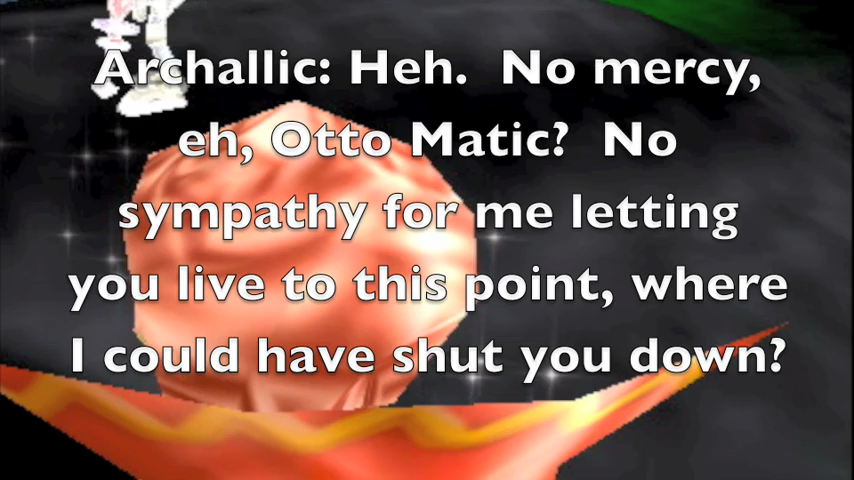 Archallic: Heh.  No mercy,
eh, Otto Matic?  No
sympathy for me letting
you live to this point, where
I could have shut you down?